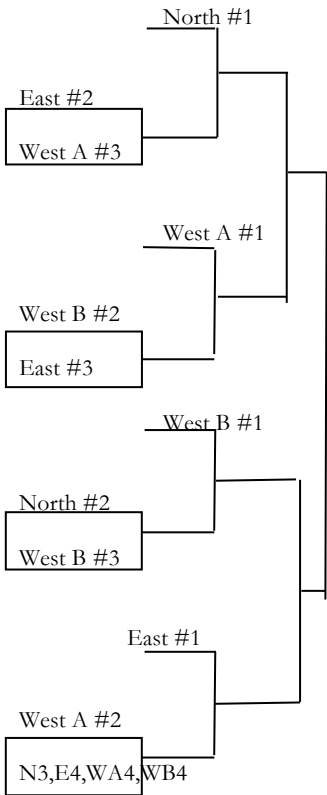 North #1
East #2
West A #3
West A #1
West B #2
East #3
West B #1
North #2
West B #3
East #1
West A #2
N3,E4,WA4,WB4